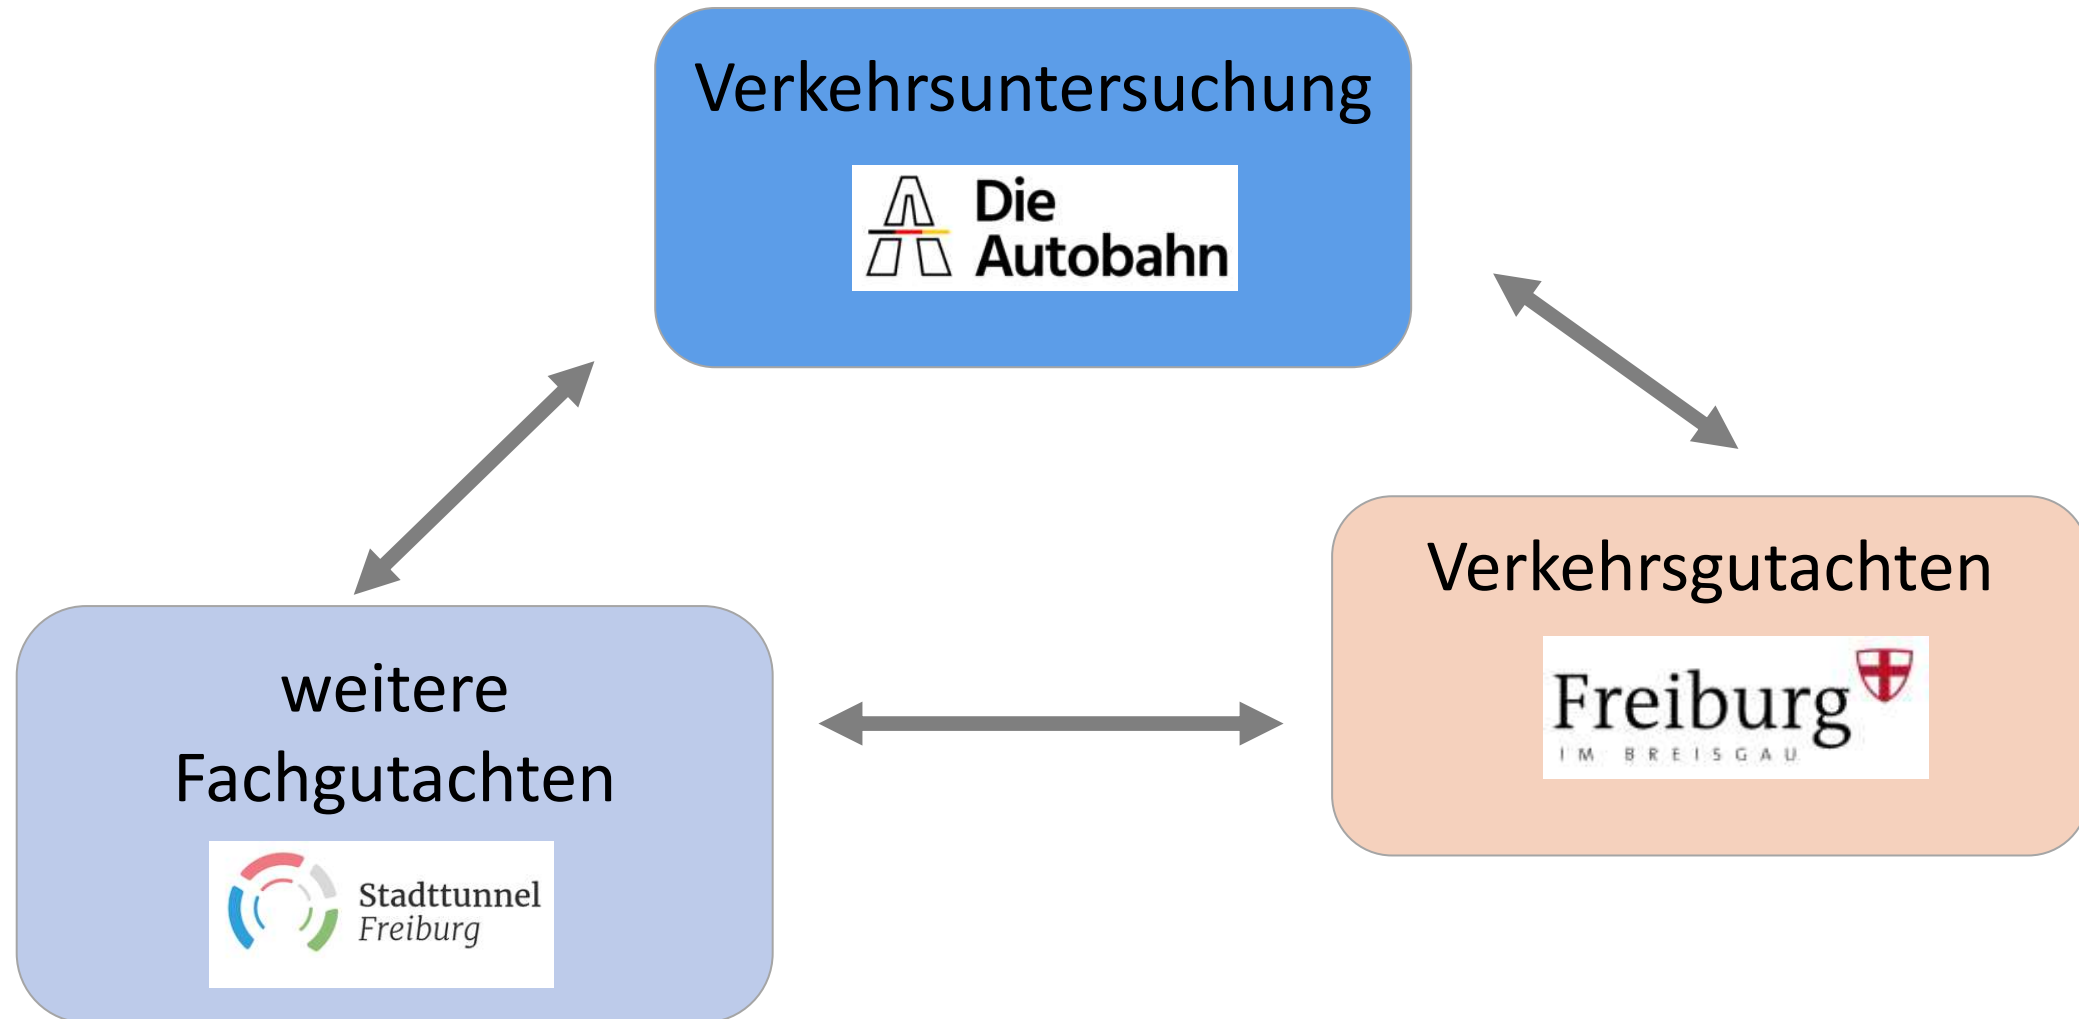 Verkehrsuntersuchung
Die
Autobahn
Verkehrsgutachten
Freiburg
IM BREISGAU
weitere
Fachgutachten
Stadttunnel
Freiburg